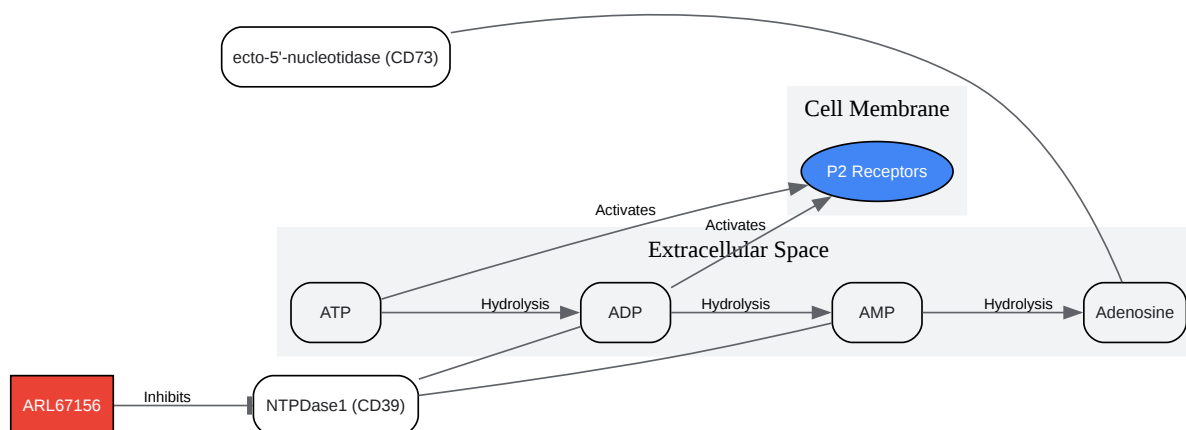 ecto-5'-nucleotidase (CD73)
Cell Membrane
P2 Receptors
Activates
Activates
Extracellular Space
ATP
Hydrolysis
ADP
Hydrolysis
AMP
Hydrolysis
Adenosine
ARL67156
Inhibits
NTPDase1 (CD39)